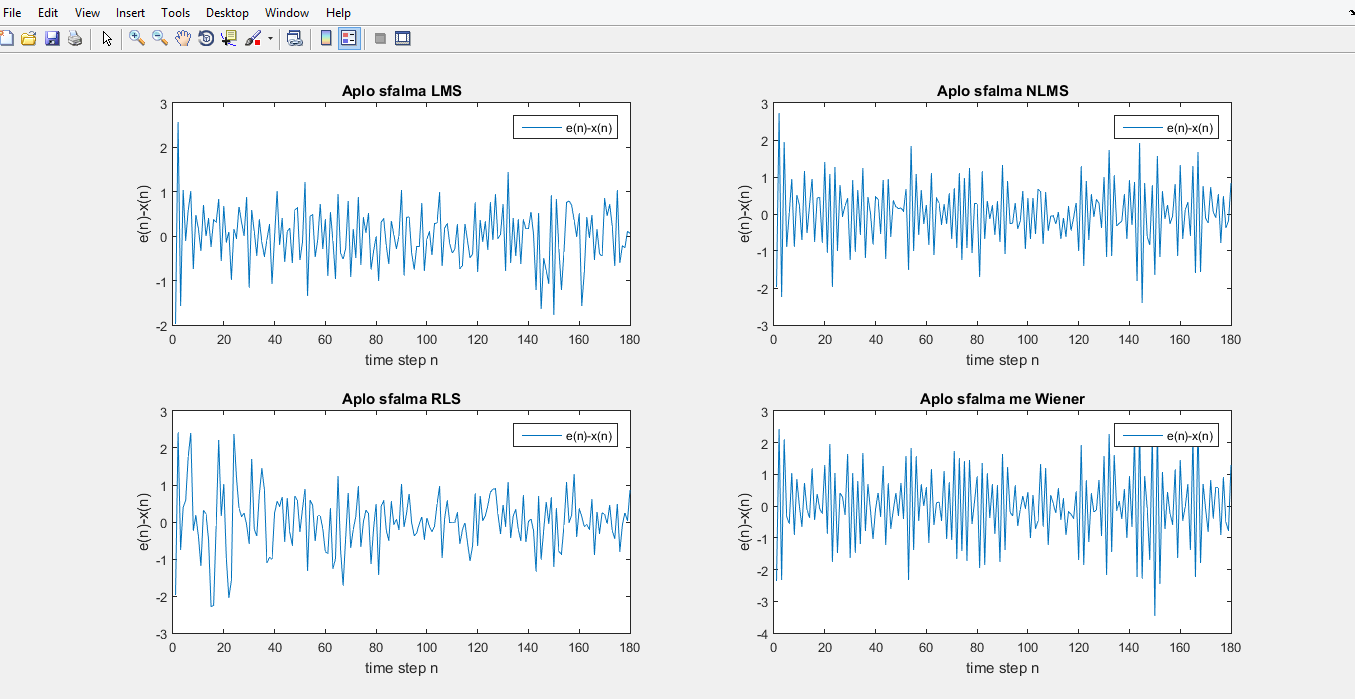 File Edit View Insert Tools Desktop Window Help
Aplo sfalma LMS
e(n)-x(n)
3
2
1
0
-1
-2
e(n)-x(n)
0 20 40 60 80 100 120 140 160 180
time step n
Aplo sfalma NLMS
e(n)-x(n)
3
2
1
0
-1
-2
-3
e(n)-x(n)
0 20 40 60 80 100 120 140 160 180
time step n
Aplo sfalma RLS
e(n)-x(n)
3
2
1
0
-1
-2
-3
e(n)-x(n)
0 20 40 60 80 100 120 140 160 180
time step n
Aplo sfalma me Wiener
e(n)-x(n)
3
2
1
0
-1
-2
-3
-4
e(n)-x(n)
0 20 40 60 80 100 120 140 160 180
time step n